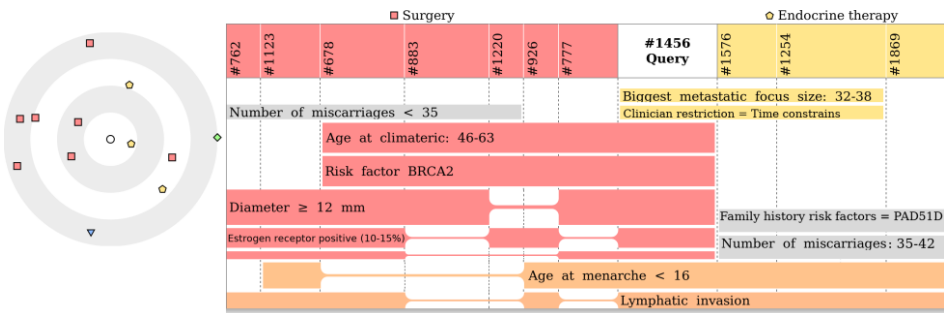 Surgery
Endocrine therapy
#762
#1123
#678
#883
#1220
#926
#777
#1456
Query
#1576
#1254
#1869
Biggest metastatic focus size: 32-38
Number of miscarriages < 35
Clinician restriction = Time constrains
Age at climateric: 46-63
Risk factor BRCA2
Diameter ≥ 12 mm
Family history risk factors = PAD51D
Estrogen receptor positive (10-15%)
Number of miscarriages: 35-42
Age at menarche < 16
Lymphatic invasion